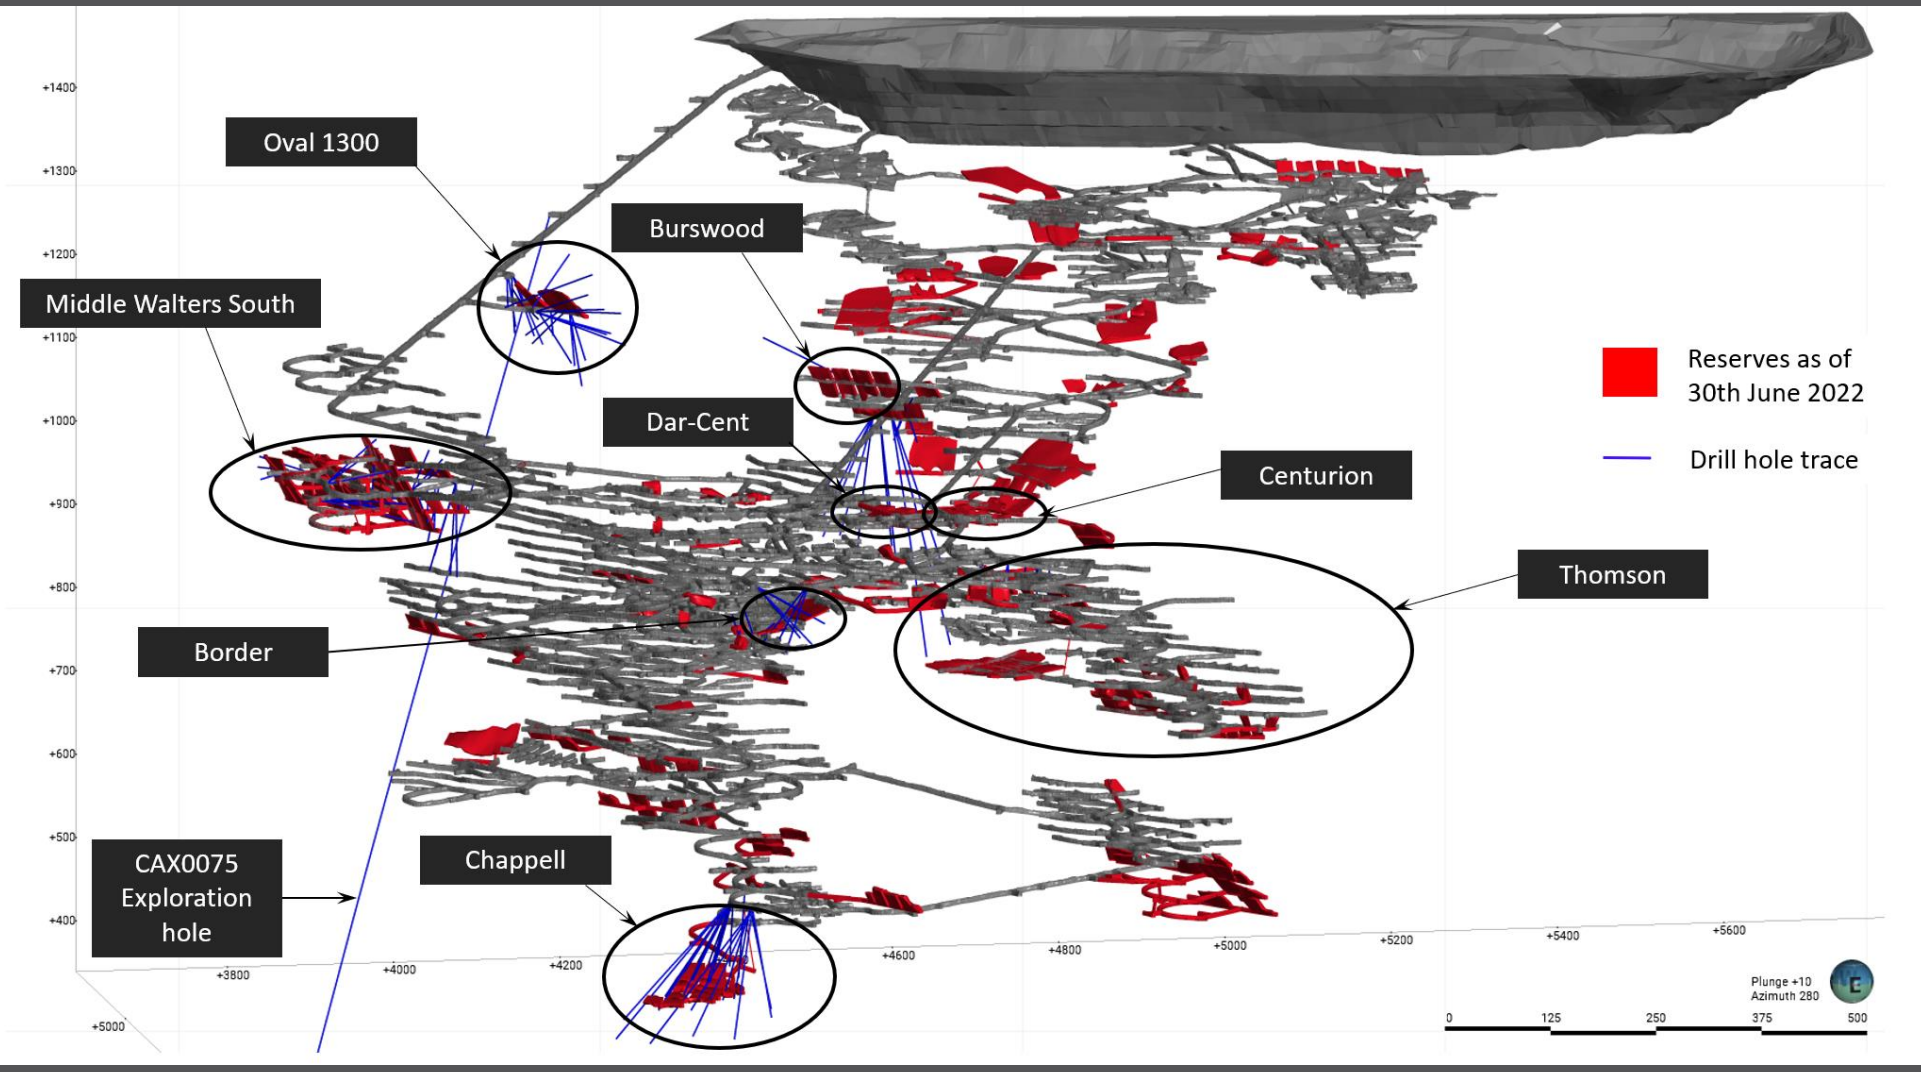 +1400
+1300
+1200
+1100
+1000
+900
+800
+700
+600
+500
+400
Oval 1300
Burswood
Middle Walters South
Dar-Cent
Centurion
Thomson
Border
CAX0075
Exploration
hole
Chappell
Reserves as of
30th June 2022
Drill hole trace
+3800
+4000
+4200
+4600
+4800
+5000
+5200
+5400
+5600
+5000
Plunge +10
Azimuth 280
E
0 125 250 375 500